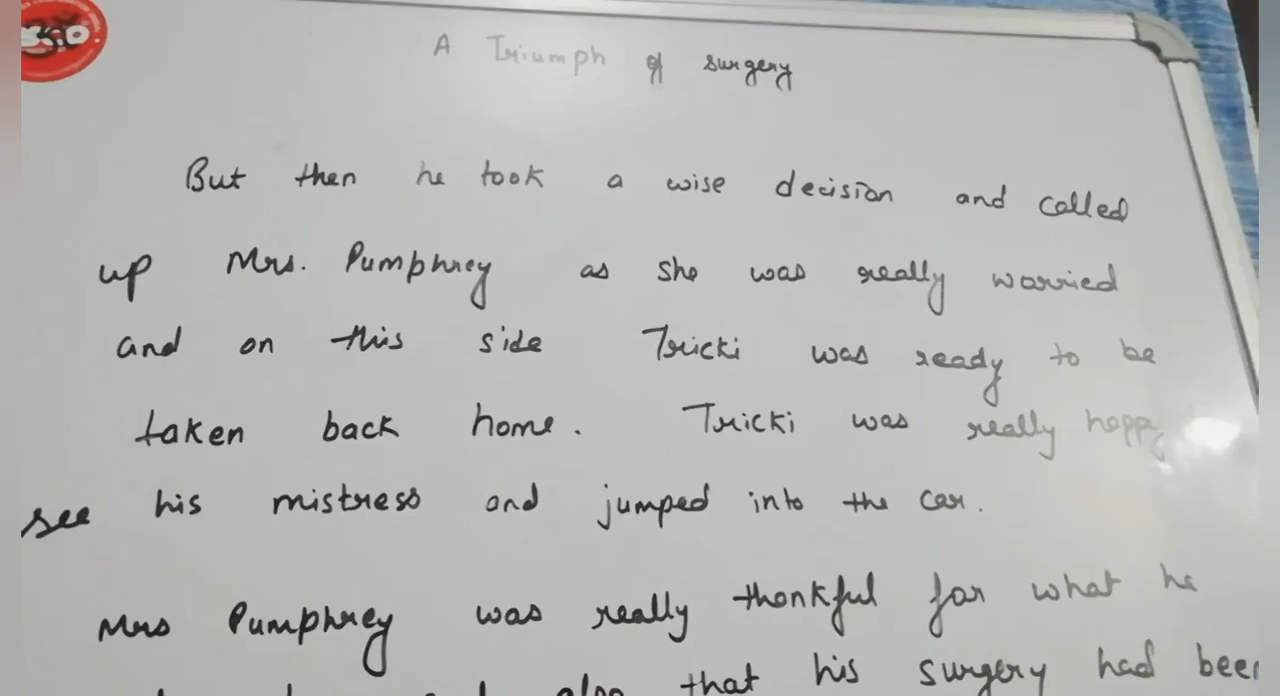 A Triumph of surgery
But then he took a wise decision and called
up Mrs. Pumphrey as she was really worried
and on this side Tricki was ready to be
taken back home. Tricki was really happy
see his mistress and jumped into the car.
Mrs Pumphrey was really thankful for what he
also that his surgery had been